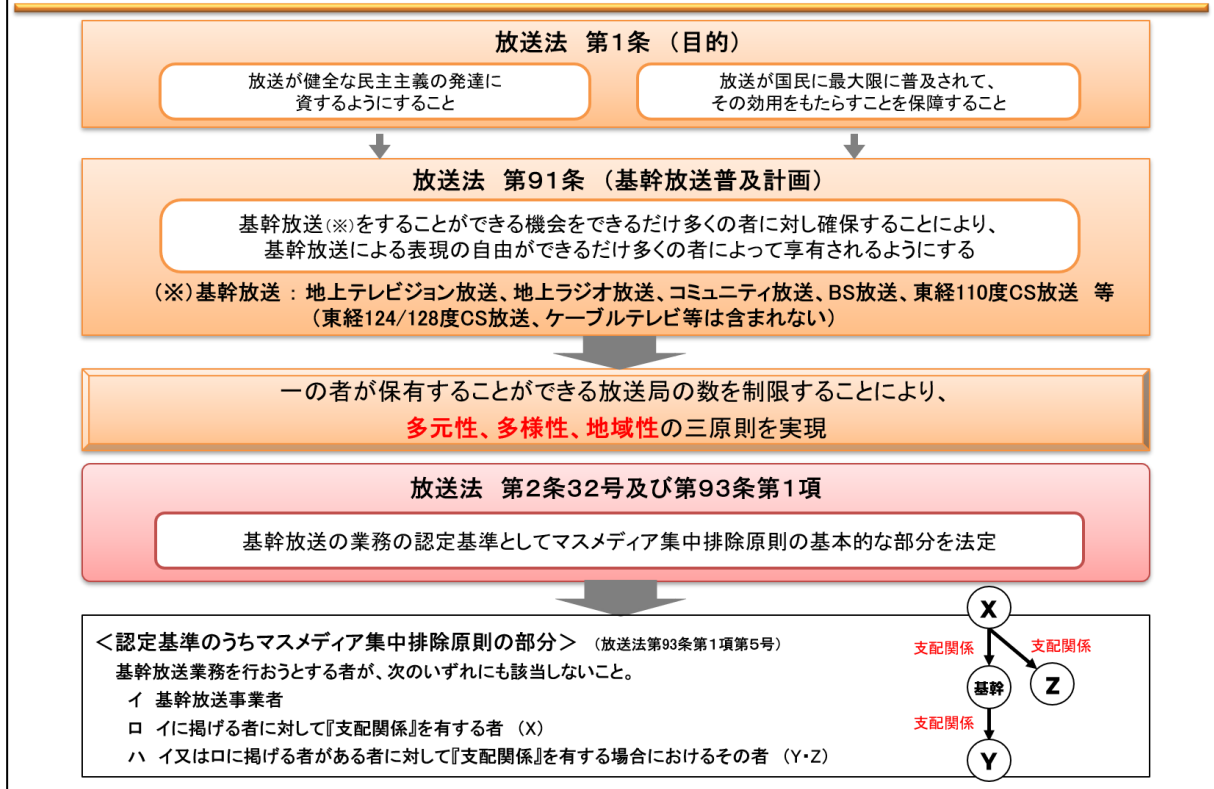 放送法 第1条 (目的)
放送が健全な民主主義の発達に
資するようにすること
放送が国民に最大限に普及されて、
その効用をもたらすことを保障すること
放送法 第91条 (基幹放送普及計画)
基幹放送(※)をすることができる機会をできるだけ多くの者に対し確保することにより、
基幹放送による表現の自由ができるだけ多くの者によって享有されるようにする
(※)基幹放送 : 地上テレビジョン放送、地上ラジオ放送、コミュニティ放送、BS放送、東経110度CS放送 等
(東経124/128度CS放送、ケーブルテレビ等は含まれない)
一の者が保有することができる放送局の数を制限することにより、
多元性、多様性、地域性の三原則を実現
放送法 第2条32号及び第93条第1項
基幹放送の業務の認定基準としてマスメディア集中排除原則の基本的な部分を法定
<認定基準のうちマスメディア集中排除原則の部分> (放送法第93条第1項第5号)
基幹放送業務を行おうとする者が、次のいずれにも該当しないこと。
イ 基幹放送事業者
ロ イに掲げる者に対して『支配関係』を有する者 (X)
ハ イ又はロに掲げる者がある者に対して『支配関係』を有する場合におけるその者 (Y・Z)
X
支配関係
支配関係
基幹
Z
支配関係
Y